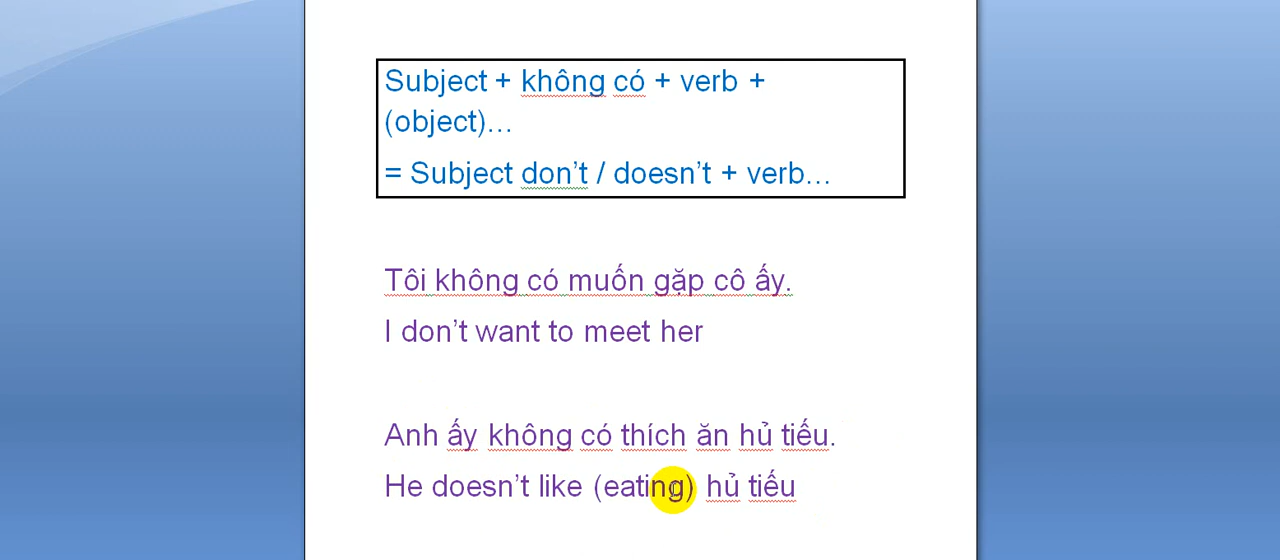 Subject + không có + verb +
(object)...
= Subject don’t / doesn’t + verb...
Tôi không có muốn gặp cô ấy.
I don’t want to meet her
Anh ấy không có thích ăn hủ tiếu.
He doesn’t like (eating) hủ tiếu